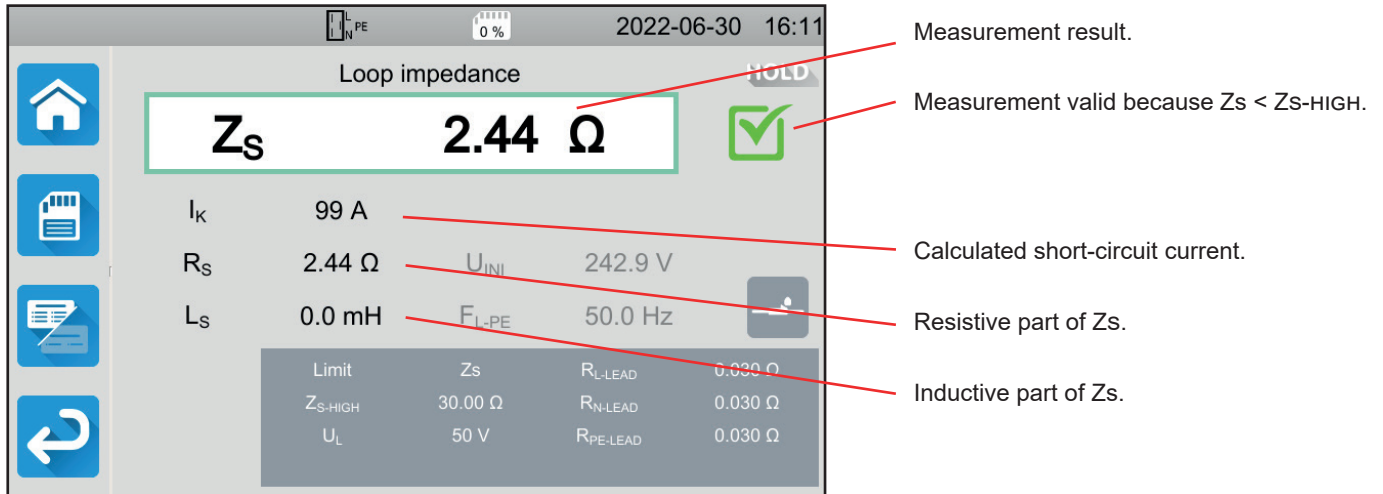 L PE
N
0 %
2022-06-30 16:11
Loop impedance
HOLD
Zs 2.44 Ω
IK 99 A
RS 2.44 Ω UINI 242.9 V
LS 0.0 mH FL-PE 50.0 Hz
Limit Zs RL-LEAD 0.030 Ω
ZS-HIGH 30.00 Ω RN-LEAD 0.030 Ω
UL 50 V RPE-LEAD 0.030 Ω
Measurement result.
Measurement valid because Zs < Zs-HIGH.
Calculated short-circuit current.
Resistive part of Zs.
Inductive part of Zs.